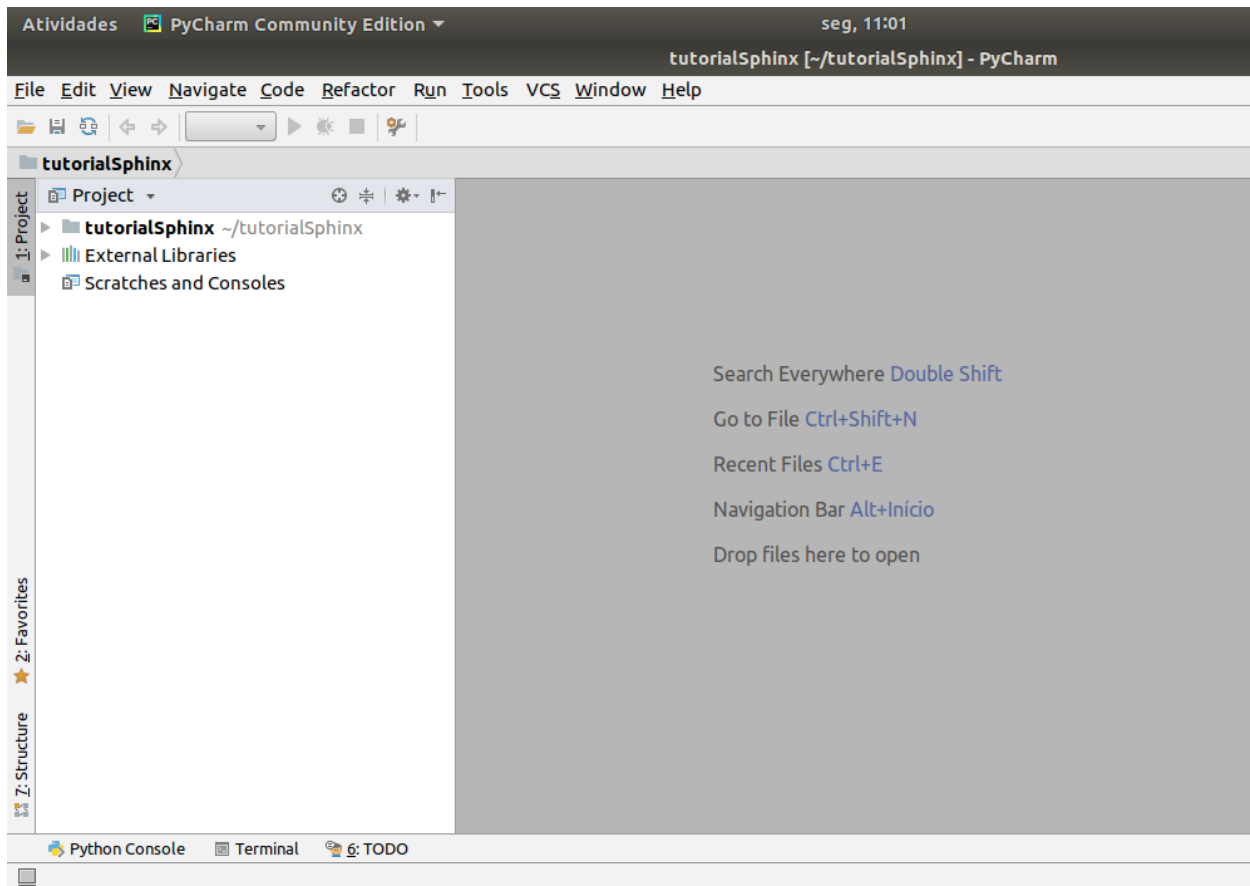 Atividades PyCharm Community Edition seg, 11:01
tutorialSphinx [~/tutorialSphinx] - PyCharm
File Edit View Navigate Code Refactor Run Tools VCS Window Help
tutorialSphinx
1: Project
Project
tutorialSphinx ~/tutorialSphinx
External Libraries
Scratches and Consoles
Search Everywhere Double Shift
Go to File Ctrl+Shift+N
Recent Files Ctrl+E
Navigation Bar Alt+Início
Drop files here to open
2: Favorites
7: Structure
Python Console Terminal 6: TODO